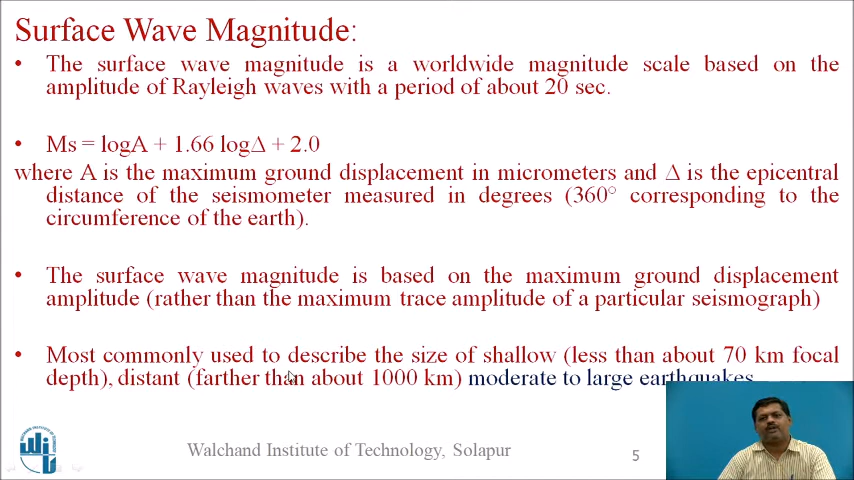 Surface Wave Magnitude:
• The surface wave magnitude is a worldwide magnitude scale based on the
amplitude of Rayleigh waves with a period of about 20 sec.
• Ms = logA + 1.66 logΔ + 2.0
where A is the maximum ground displacement in micrometers and Δ is the epicentral
distance of the seismometer measured in degrees (360° corresponding to the
circumference of the earth).
• The surface wave magnitude is based on the maximum ground displacement
amplitude (rather than the maximum trace amplitude of a particular seismograph)
• Most commonly used to describe the size of shallow (less than about 70 km focal
depth), distant (farther than about 1000 km) moderate to large earthquakes
Walchand Institute of Technology, Solapur
5